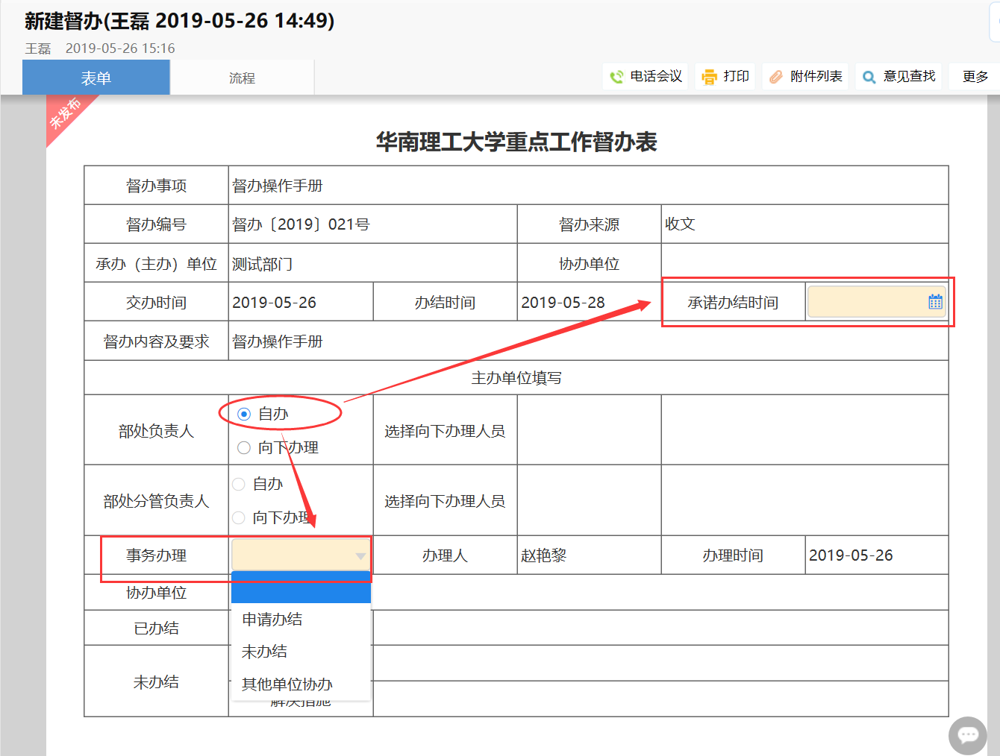 新建督办(王磊 2019-05-26 14:49)
王磊 2019-05-26 15:16
表单 流程 电话会议 打印 附件列表 意见查找 更多
未发布
华南理工大学重点工作督办表
督办事项 督办操作手册
督办编号 督办〔2019〕021号 督办来源 收文
承办（主办）单位 测试部门 协办单位
交办时间 2019-05-26 办结时间 2019-05-28 承诺办结时间
督办内容及要求 督办操作手册
主办单位填写
自办
部处负责人 选择向下办理人员
向下办理
自办
部处分管负责人 选择向下办理人员
向下办理
事务办理 办理人 赵艳黎 办理时间 2019-05-26
协办单位
申请办结
已办结
未办结
未办结
其他单位协办
解决措施